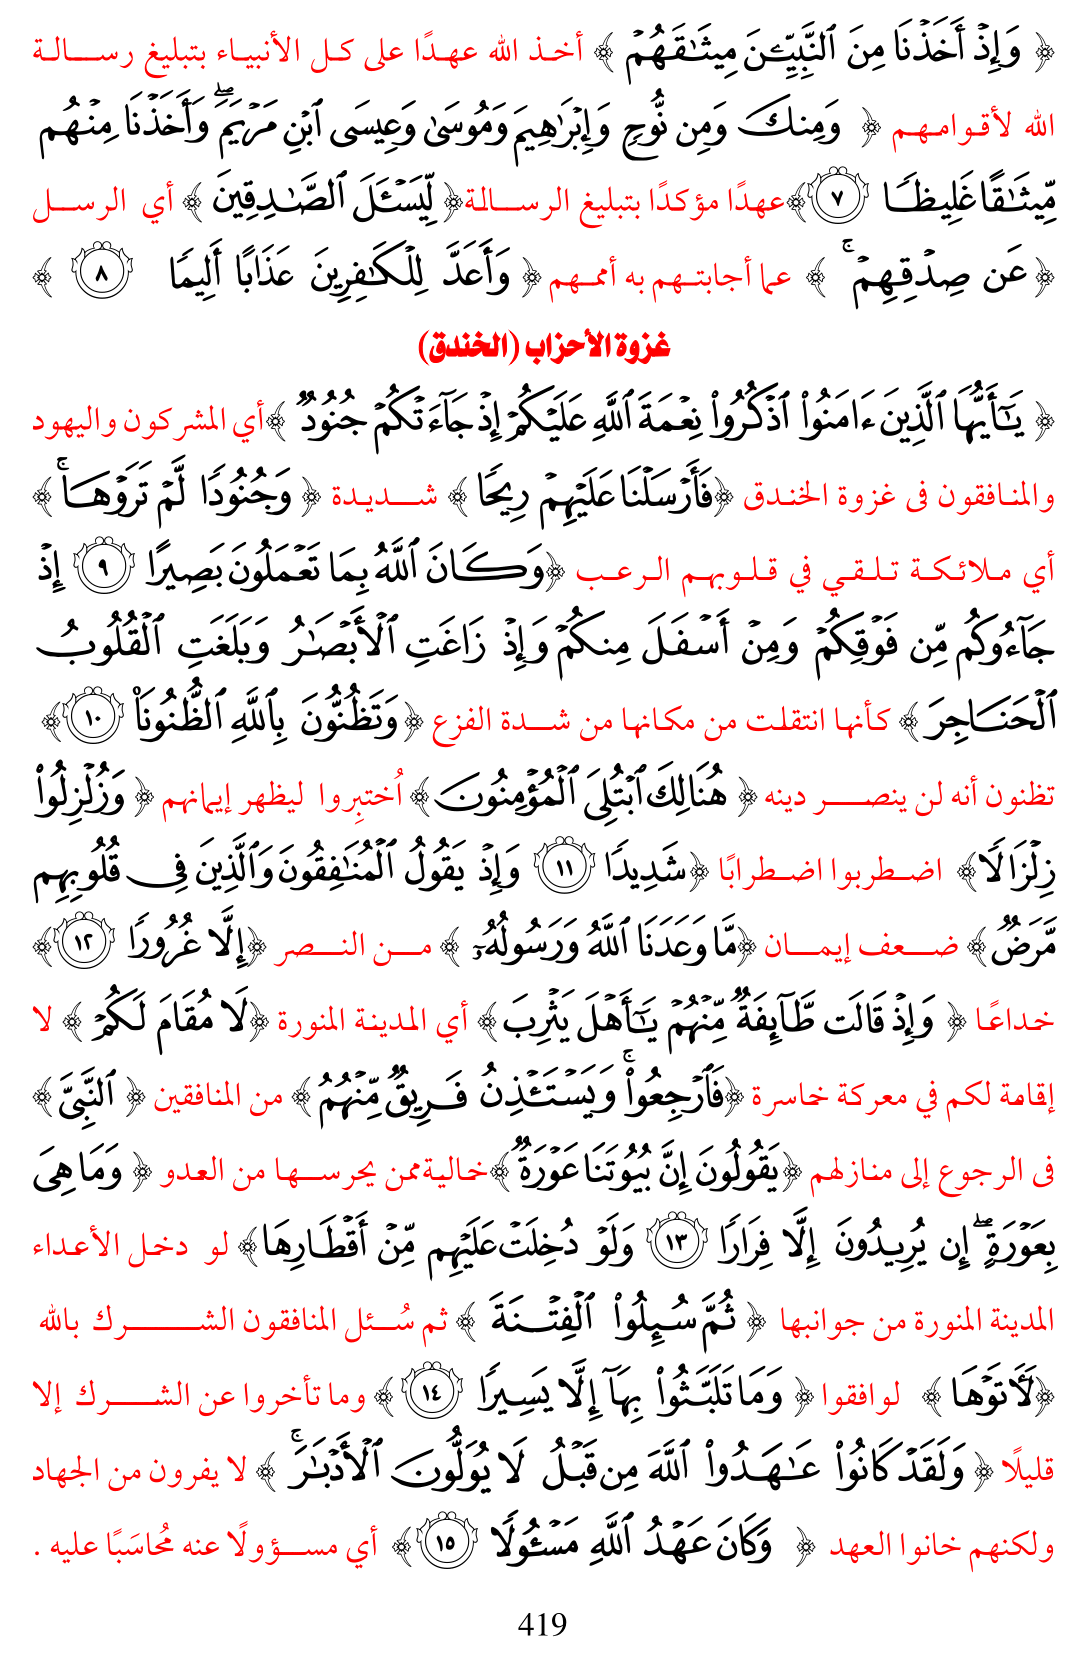 ﴿ وَإِذْ أَخَذْنَا مِنَ ٱلنَّبِيِّـۧنَ مِيثَـٰقَهُمْ ﴾ أخذ الله عهدًا على كل الأنبياء بتبليغ رسالة
الله لأقوامهم ﴿ وَمِنكَ وَمِن نُّوحٍ وَإِبْرَٰهِيمَ وَمُوسَىٰ وَعِيسَى ٱبْنِ مَرْيَمَ ۖ وَأَخَذْنَا مِنْهُم
مِّيثَـٰقًا غَلِيظًا ٧ ﴾ عهدًا مؤكدًا بتبليغ الرسالة ﴿ لِّيَسْـَٔلَ ٱلصَّـٰدِقِينَ ﴾ أي الرسل
﴿ عَن صِدْقِهِمْ ۚ ﴾ عما أجابتهم به أممهم ﴿ وَأَعَدَّ لِلْكَـٰفِرِينَ عَذَابًا أَلِيمًا ٨ ﴾
غزوة الأحزاب (الخندق)
﴿ يَـٰٓأَيُّهَا ٱلَّذِينَ ءَامَنُوا۟ ٱذْكُرُوا۟ نِعْمَةَ ٱللَّهِ عَلَيْكُمْ إِذْ جَآءَتْكُمْ جُنُودٌ ﴾ أي المشركون واليهود
والمنافقون فى غزوة الخندق ﴿ فَأَرْسَلْنَا عَلَيْهِمْ رِيحًا ﴾ شديدة ﴿ وَجُنُودًا لَّمْ تَرَوْهَا ۚ ﴾
أي ملائكة تلقي في قلوبهم الرعب ﴿ وَكَانَ ٱللَّهُ بِمَا تَعْمَلُونَ بَصِيرًا ٩ إِذْ
جَآءُوكُم مِّن فَوْقِكُمْ وَمِنْ أَسْفَلَ مِنكُمْ وَإِذْ زَاغَتِ ٱلْأَبْصَـٰرُ وَبَلَغَتِ ٱلْقُلُوبُ
ٱلْحَنَاجِرَ ﴾ كأنها انتقلت من مكانها من شدة الفزع ﴿ وَتَظُنُّونَ بِٱللَّهِ ٱلظُّنُونَا۠ ١٠ ﴾
تظنون أنه لن ينصر دينه ﴿ هُنَالِكَ ٱبْتُلِىَ ٱلْمُؤْمِنُونَ ﴾ اُختبِروا ليظهر إيمانهم ﴿ وَزُلْزِلُوا۟
زِلْزَالًا ﴾ اضطربوا اضطرابًا ﴿ شَدِيدًا ١١ وَإِذْ يَقُولُ ٱلْمُنَـٰفِقُونَ وَٱلَّذِينَ فِى قُلُوبِهِم
مَّرَضٌ ﴾ ضعف إيمان ﴿ مَّا وَعَدَنَا ٱللَّهُ وَرَسُولُهُۥٓ ﴾ من النصر ﴿ إِلَّا غُرُورًا ١٢ ﴾
خداعًا ﴿ وَإِذْ قَالَت طَّآئِفَةٌ مِّنْهُمْ يَـٰٓأَهْلَ يَثْرِبَ ﴾ أي المدينة المنورة ﴿ لَا مُقَامَ لَكُمْ ﴾ لا
إقامة لكم في معركة خاسرة ﴿ فَٱرْجِعُوا۟ ۚ وَيَسْتَـْٔذِنُ فَرِيقٌ مِّنْهُمُ ﴾ من المنافقين ﴿ ٱلنَّبِىَّ ﴾
فى الرجوع إلى منازلهم ﴿ يَقُولُونَ إِنَّ بُيُوتَنَا عَوْرَةٌ ﴾ خالية ممن يحرسها من العدو ﴿ وَمَا هِىَ
بِعَوْرَةٍ ۖ إِن يُرِيدُونَ إِلَّا فِرَارًا ١٣ وَلَوْ دُخِلَتْ عَلَيْهِم مِّنْ أَقْطَارِهَا ﴾ لو دخل الأعداء
المدينة المنورة من جوانبها ﴿ ثُمَّ سُئِلُوا۟ ٱلْفِتْنَةَ ﴾ ثم سُئل المنافقون الشرك بالله
﴿ لَـَٔاتَوْهَا ﴾ لوافقوا ﴿ وَمَا تَلَبَّثُوا۟ بِهَآ إِلَّا يَسِيرًا ١٤ ﴾ وما تأخروا عن الشرك إلا
قليلًا ﴿ وَلَقَدْ كَانُوا۟ عَـٰهَدُوا۟ ٱللَّهَ مِن قَبْلُ لَا يُوَلُّونَ ٱلْأَدْبَـٰرَ ۚ ﴾ لا يفرون من الجهاد
ولكنهم خانوا العهد ﴿ وَكَانَ عَهْدُ ٱللَّهِ مَسْـُٔولًا ١٥ ﴾ أي مسؤولًا عنه مُحاسَبًا عليه .
419